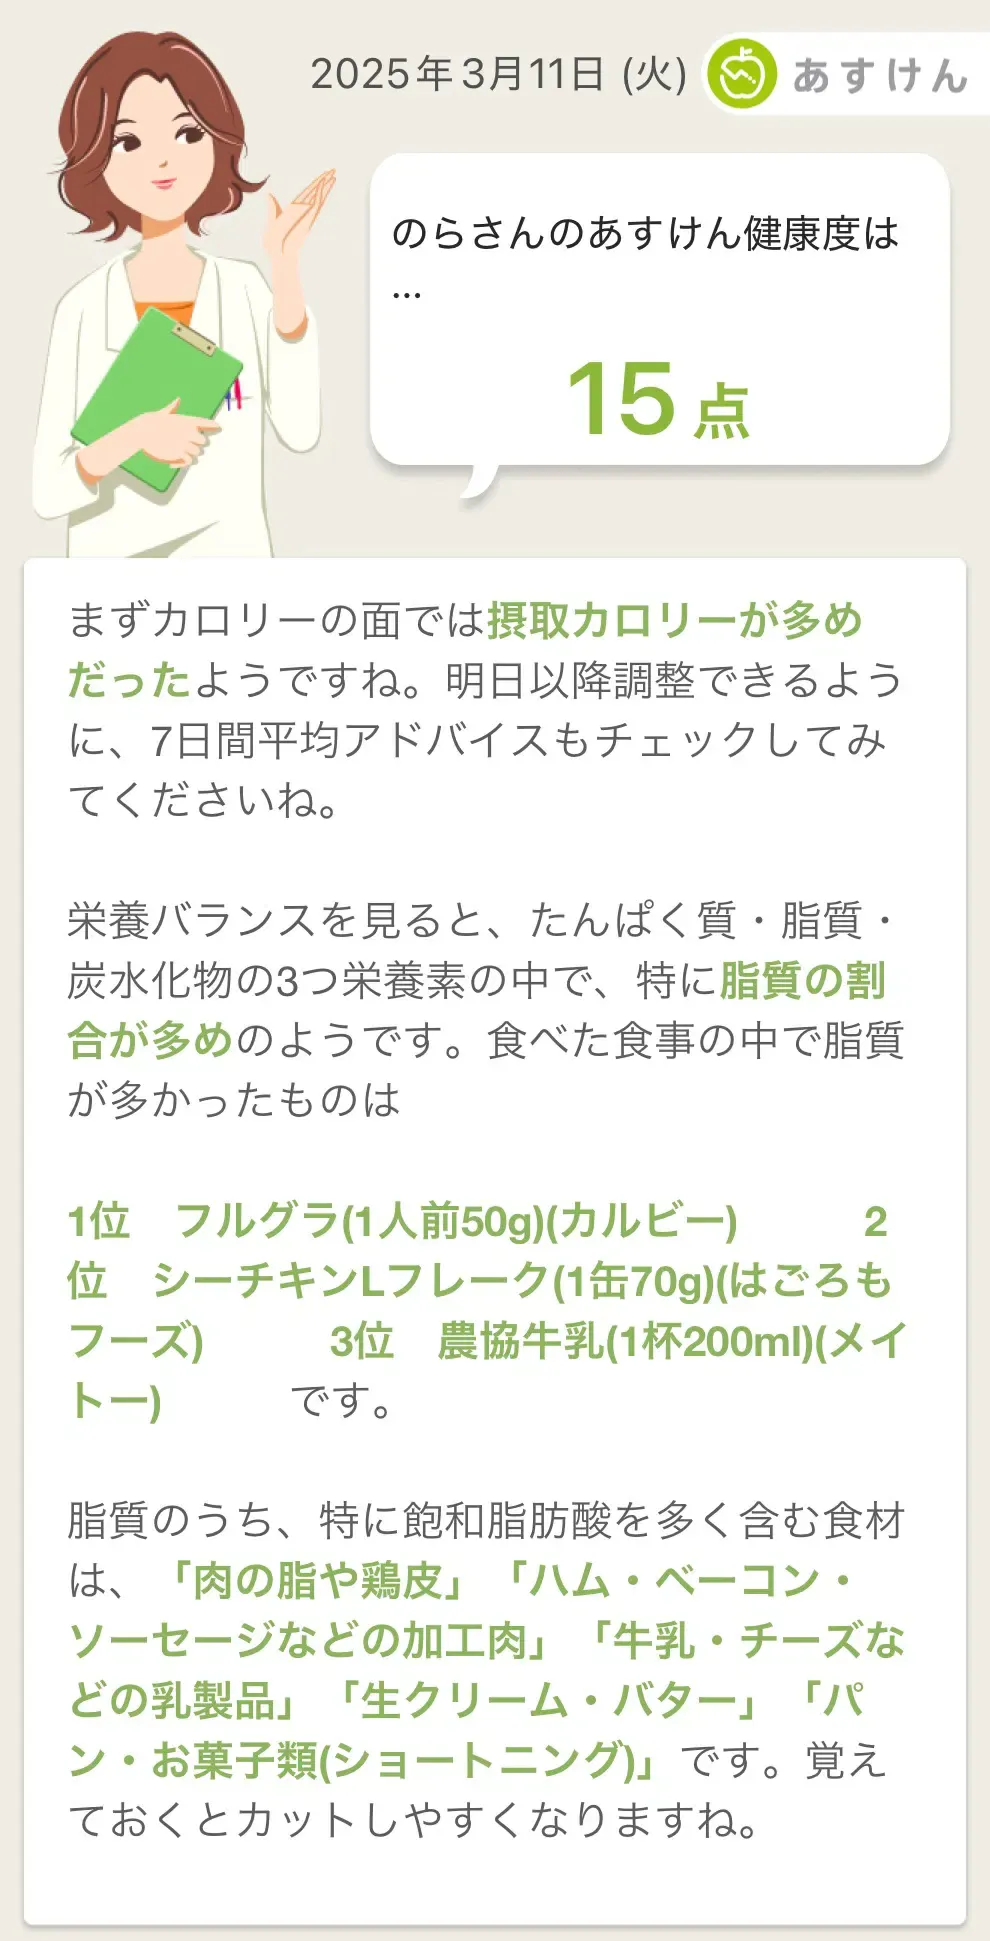 2025年3月11日 (火)
あすけん
のらさんのあすけん健康度は
...
15 点
まずカロリーの面では摂取カロリーが多め
だったようですね。明日以降調整できるよう
に、7日間平均アドバイスもチェックしてみ
てくださいね。
栄養バランスを見ると、たんぱく質・脂質・
炭水化物の3つ栄養素の中で、特に脂質の割
合が多めのようです。食べた食事の中で脂質
が多かったものは
1位　フルグラ(1人前50g)(カルビー)　　　2
位　シーチキンLフレーク(1缶70g)(はごろも
フーズ)　　　3位　農協牛乳(1杯200ml)(メイ
トー)　　　です。
脂質のうち、特に飽和脂肪酸を多く含む食材
は、「肉の脂や鶏皮」「ハム・ベーコン・
ソーセージなどの加工肉」「牛乳・チーズな
どの乳製品」「生クリーム・バター」「パ
ン・お菓子類(ショートニング)」です。覚え
ておくとカットしやすくなりますね。